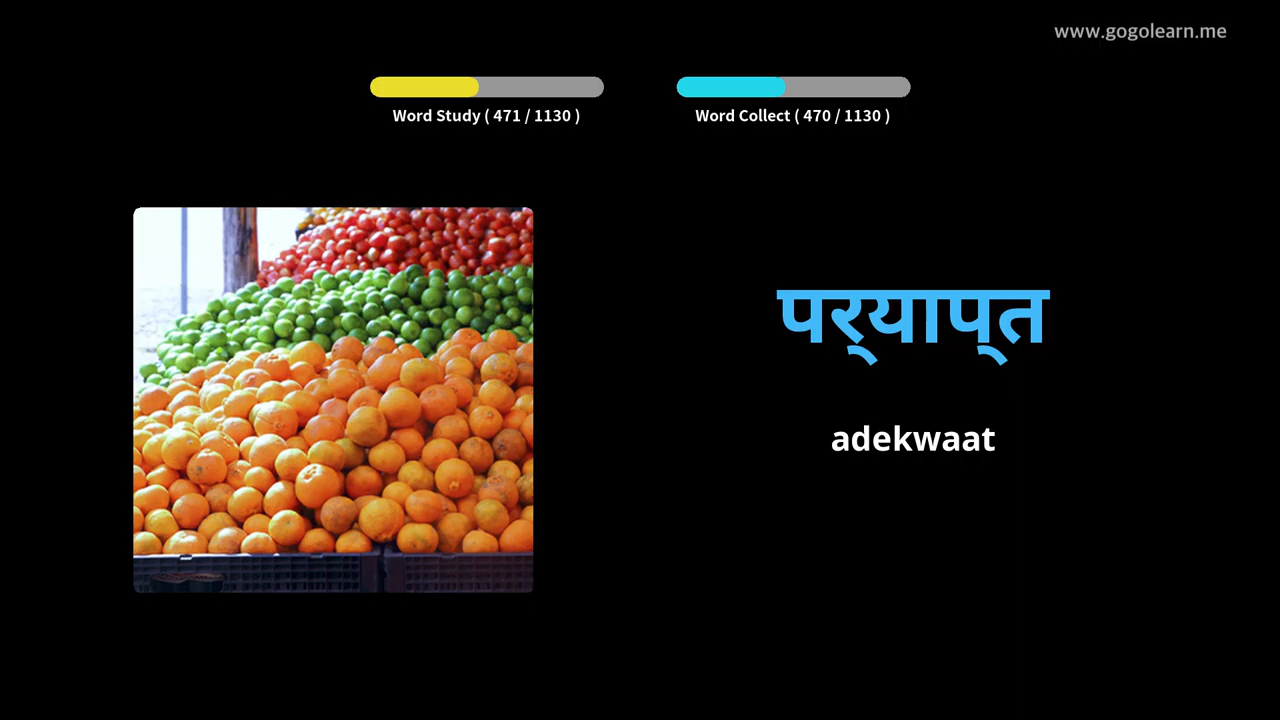 www.gogolearn.me
Word Study ( 471 / 1130 )
Word Collect ( 470 / 1130 )
पर्याप्त
adekwaat